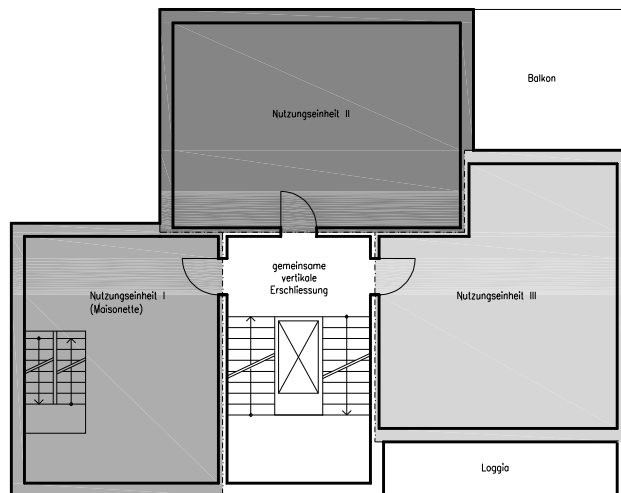 Balkon
Nutzungseinheit II
gemeinsame
vertikale
Erschliessung
Nutzungseinheit I
(Maisonette)
Nutzungseinheit III
Loggia